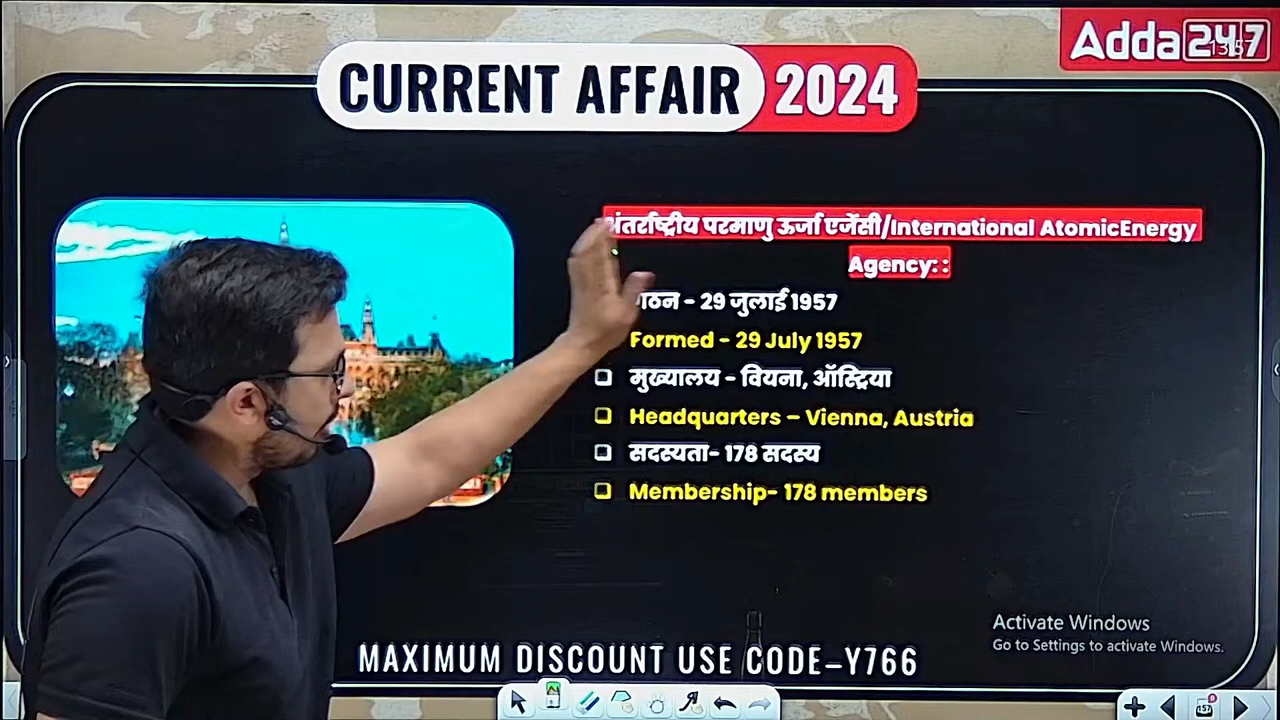 Adda247
CURRENT AFFAIR 2024
परमाणु ऊर्जा एजेंसी/International AtomicEnergy
Agency: :
- 29 जुलाई 1957
Formed - 29 July 1957
मुख्यालय - वियना, ऑस्ट्रिया
Headquarters – Vienna, Austria
सदस्यता- 178 सदस्य
Membership- 178 members
Activate Windows
Go to Settings to activate Windows.
MAXIMUM DISCOUNT USE CODE–Y766
157